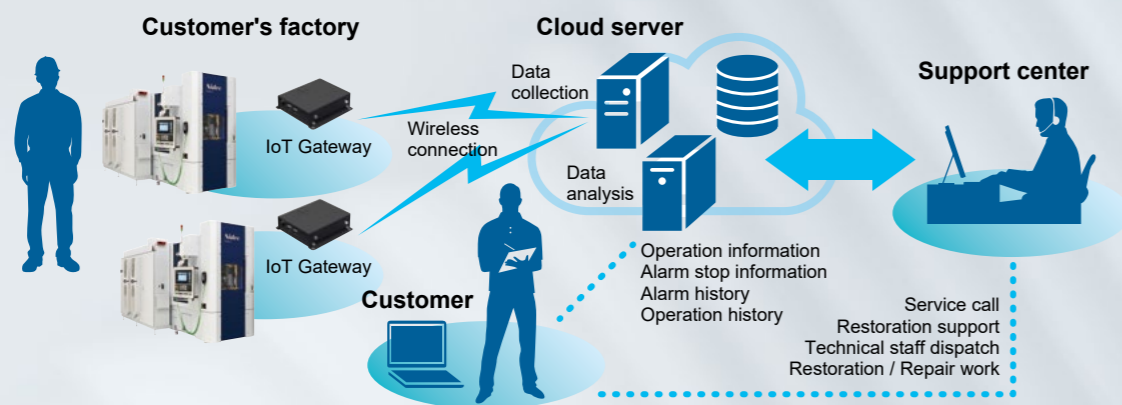 Customer's factory
IoT Gateway
IoT Gateway
Wireless
connection
Cloud server
Data
collection
Data
analysis
Support center
Customer
Operation information
Alarm stop information
Alarm history
Operation history
Service call
Restoration support
Technical staff dispatch
Restoration / Repair work